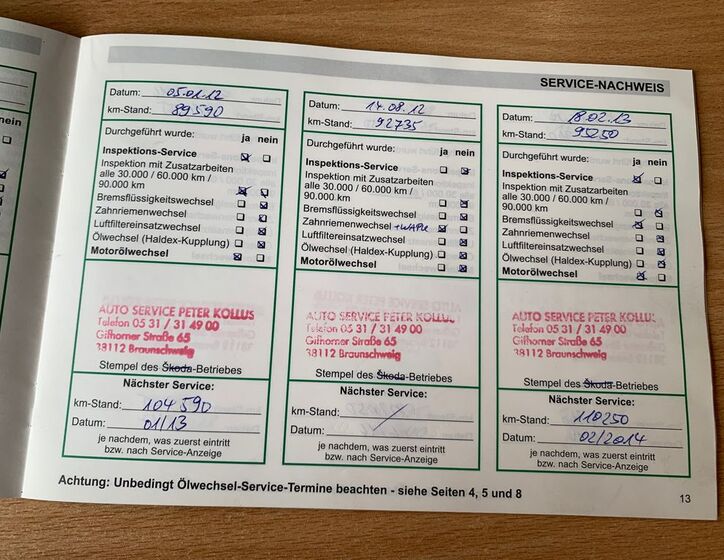 SERVICE-NACHWEIS
Datum: 05.01.12
km-Stand: 89590
Durchgeführt wurde: ja nein
Inspektions-Service
Inspektion mit Zusatzarbeiten
alle 30.000 / 60.000 km /
90.000 km
Bremsflüssigkeitswechsel
Zahnriemenwechsel
Luftfiltereinsatzwechsel
Ölwechsel (Haldex-Kupplung)
Motorölwechsel
AUTO SERVICE PETER KOLLUS
Telefon 05 31 / 31 49 00
Gifhorner Straße 65
38112 Braunschweig
Stempel des Škoda-Betriebes
Nächster Service:
km-Stand: 104590
Datum: 01/13
je nachdem, was zuerst eintritt
bzw. nach Service-Anzeige
Datum: 14.08.12
km-Stand: 92735
Durchgeführt wurde: ja nein
Inspektions-Service
Inspektion mit Zusatzarbeiten
alle 30.000 / 60.000 km /
90.000 km
Bremsflüssigkeitswechsel
Zahnriemenwechsel +WAPU
Luftfiltereinsatzwechsel
Ölwechsel (Haldex-Kupplung)
Motorölwechsel
AUTO SERVICE PETER KOLLUS
Telefon 05 31 / 31 49 00
Gifhorner Straße 65
38112 Braunschweig
Stempel des Škoda-Betriebes
Nächster Service:
km-Stand:
Datum:
je nachdem, was zuerst eintritt
bzw. nach Service-Anzeige
Datum: 18.02.13
km-Stand: 95250
Durchgeführt wurde: ja nein
Inspektions-Service
Inspektion mit Zusatzarbeiten
alle 30.000 / 60.000 km /
90.000 km
Bremsflüssigkeitswechsel
Zahnriemenwechsel
Luftfiltereinsatzwechsel
Ölwechsel (Haldex-Kupplung)
Motorölwechsel
AUTO SERVICE PETER KOLLUS
Telefon 05 31 / 31 49 00
Gifhorner Straße 65
38112 Braunschweig
Stempel des Škoda-Betriebes
Nächster Service:
km-Stand: 110250
Datum: 02/2014
je nachdem, was zuerst eintritt
bzw. nach Service-Anzeige
Achtung: Unbedingt Ölwechsel-Service-Termine beachten - siehe Seiten 4, 5 und 8
13
nein